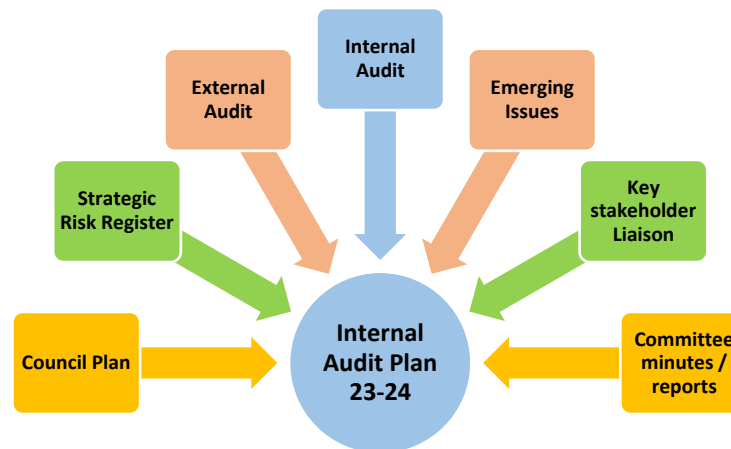 Internal
Audit
External
Audit
Emerging
Issues
Strategic
Risk Register
Key
stakeholder
Liaison
Council Plan
Internal
Audit Plan
23-24
Committee
minutes /
reports